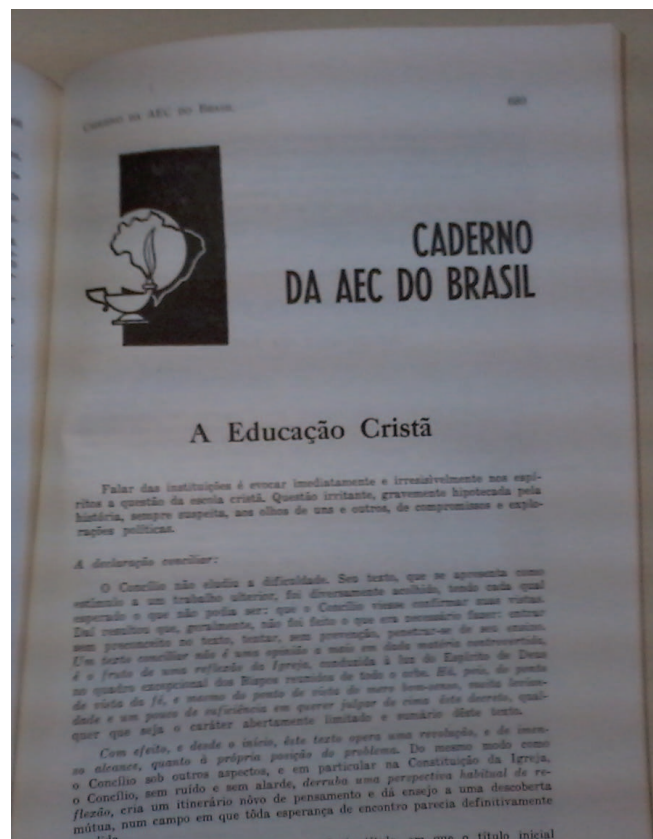 CADERNO DA AEC DO BRASIL
CADERNO
DA AEC DO BRASIL
A Educação Cristã
Falar das instituições é evocar imediatamente e irresisivelmente nos espí-
ritos a questão da escola cristã. Questão irritante, gravemente hipotecada pela
história, sempre suspeita, aos olhos de uns e outros, de compromissos e explo-
rações políticas.
A declaração conciliar:
O Concílio não eludiu a dificuldade. Seu texto, que se apresenta como
estímulo a um trabalho ulterior, foi diversamente acolhido, tendo cada qual
esperado o que não podia ser: que o Concílio viesse confirmar suas vistas.
Daí resultou que, geralmente, não foi feito o que era necessário fazer: entrar
sem preconceito no texto, tentar, sem prevenção, penetrar-se de seu ensino.
Um texto conciliar não é uma opinião a mais em dada matéria controvertida,
é o fruto de uma reflexão da Igreja, conduzida à luz do Espírito de Deus
no quadro excepcional dos Bispos reunidos de todo o orbe. Há, pois, do ponto
de vista da fé, e mesmo do ponto de vista do mero bom-senso, muita levian-
dade e um pouco de suficiência em querer julgar de cima êste decreto, qual-
quer que seja o caráter abertamente limitado e sumário dêste texto.
Com efeito, e desde o início, êste texto opera uma revolução, e de imen-
so alcance, quanto à própria posição do problema. Do mesmo modo como
o Concílio sob outros aspectos, e em particular na Constituição da Igreja,
o Concílio, sem ruído e sem alarde, derruba uma perspectiva habitual de re-
flexão, cria um itinerário nôvo de pensamento e dá ensejo a uma descoberta
mútua, num campo em que tôda esperança de encontro parecia definitivamente
em que o título inicial